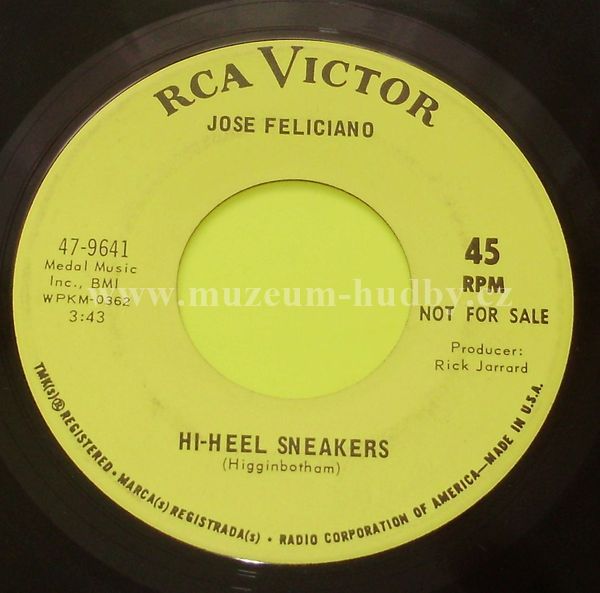 RCA VICTOR
JOSE FELICIANO
47-9641
Medal Music
Inc., BMI
WPKM-0362
3:43
45
RPM
NOT FOR SALE
Producer:
Rick Jarrard
www.muzeum-hudby.cz
HI-HEEL SNEAKERS
(Higginbotham)
TMK(s) ® REGISTERED • MARCA(s) REGISTRADA(s) • RADIO CORPORATION OF AMERICA—MADE IN U.S.A.